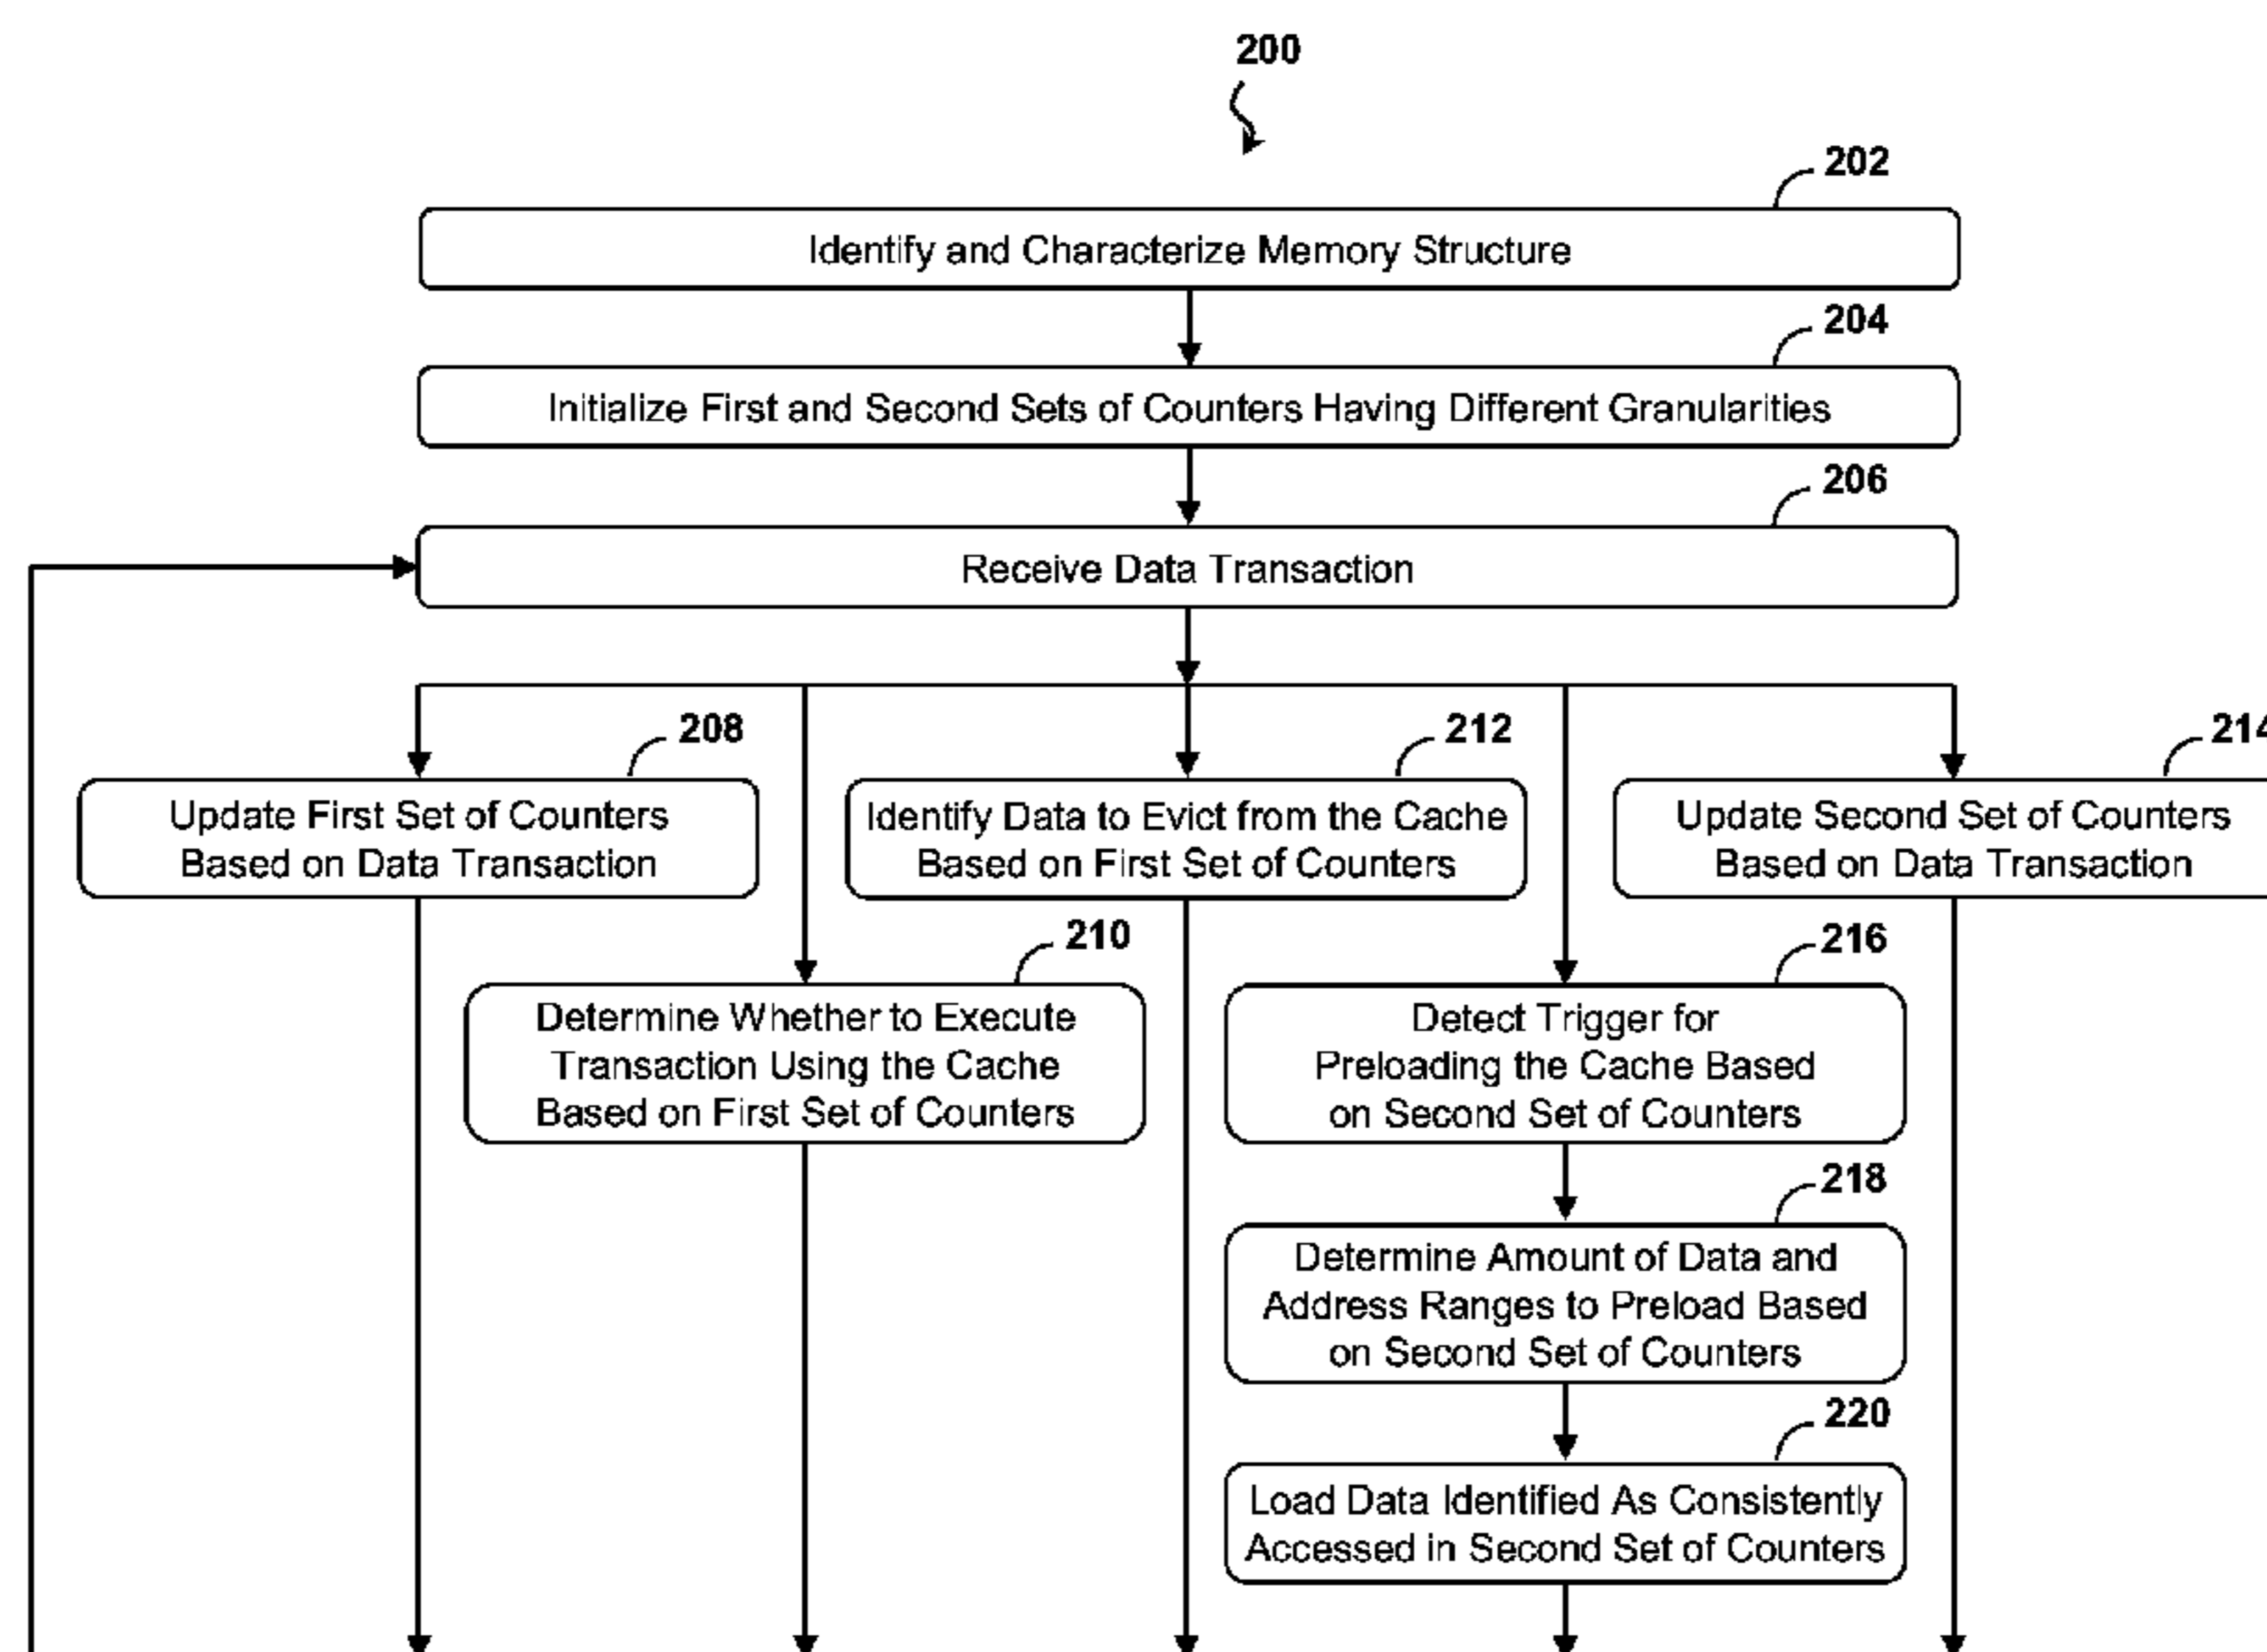 200
202
Identify and Characterize Memory Structure
204
Initialize First and Second Sets of Counters Having Different Granularities
206
Receive Data Transaction
208
Update First Set of Counters
Based on Data Transaction
212
Identify Data to Evict from the Cache
Based on First Set of Counters
214
Update Second Set of Counters
Based on Data Transaction
210
Determine Whether to Execute
Transaction Using the Cache
Based on First Set of Counters
216
Detect Trigger for
Preloading the Cache Based
on Second Set of Counters
218
Determine Amount of Data and
Address Ranges to Preload Based
on Second Set of Counters
220
Load Data Identified As Consistently
Accessed in Second Set of Counters